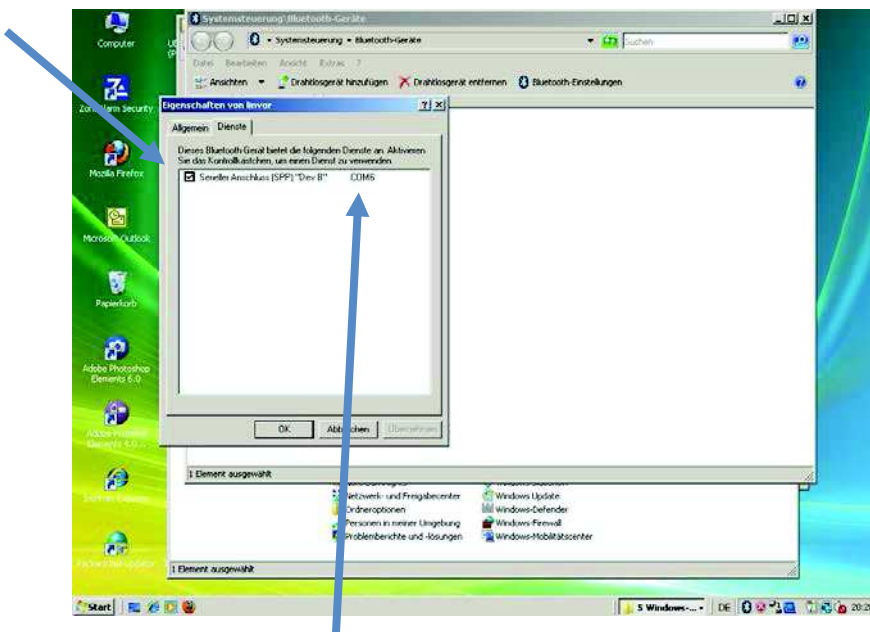 Systemsteuerung\Bluetooth-Geräte
Systemsteuerung
Bluetooth-Geräte
Suchen
Datei Bearbeiten Ansicht Extras ?
Ansichten
Drahtlosgerät hinzufügen
Drahtlosgerät entfernen
Bluetooth-Einstellungen
Computer
Mozilla Firefox
Microsoft Outlook
Papierkorb
Adobe Photoshop
Elements 6.0
Eigenschaften von linvor
Allgemein
Dienste
Dieses Bluetooth-Gerät bietet die folgenden Dienste an. Aktivieren
Sie das Kontrollkästchen, um einen Dienst zu verwenden.
Serieller Anschluss (SPP) "Dev B" COM6
OK
Abbrechen
Übernehmen
1 Element ausgewählt
Netzwerk- und Freigabecenter
Windows Update
Ordneroptionen
Windows-Defender
Personen in meiner Umgebung
Windows-Firewall
Problemberichte und -lösungen
Windows-Mobilitätscenter
1 Element ausgewählt
Start
5 Windows-...
DE